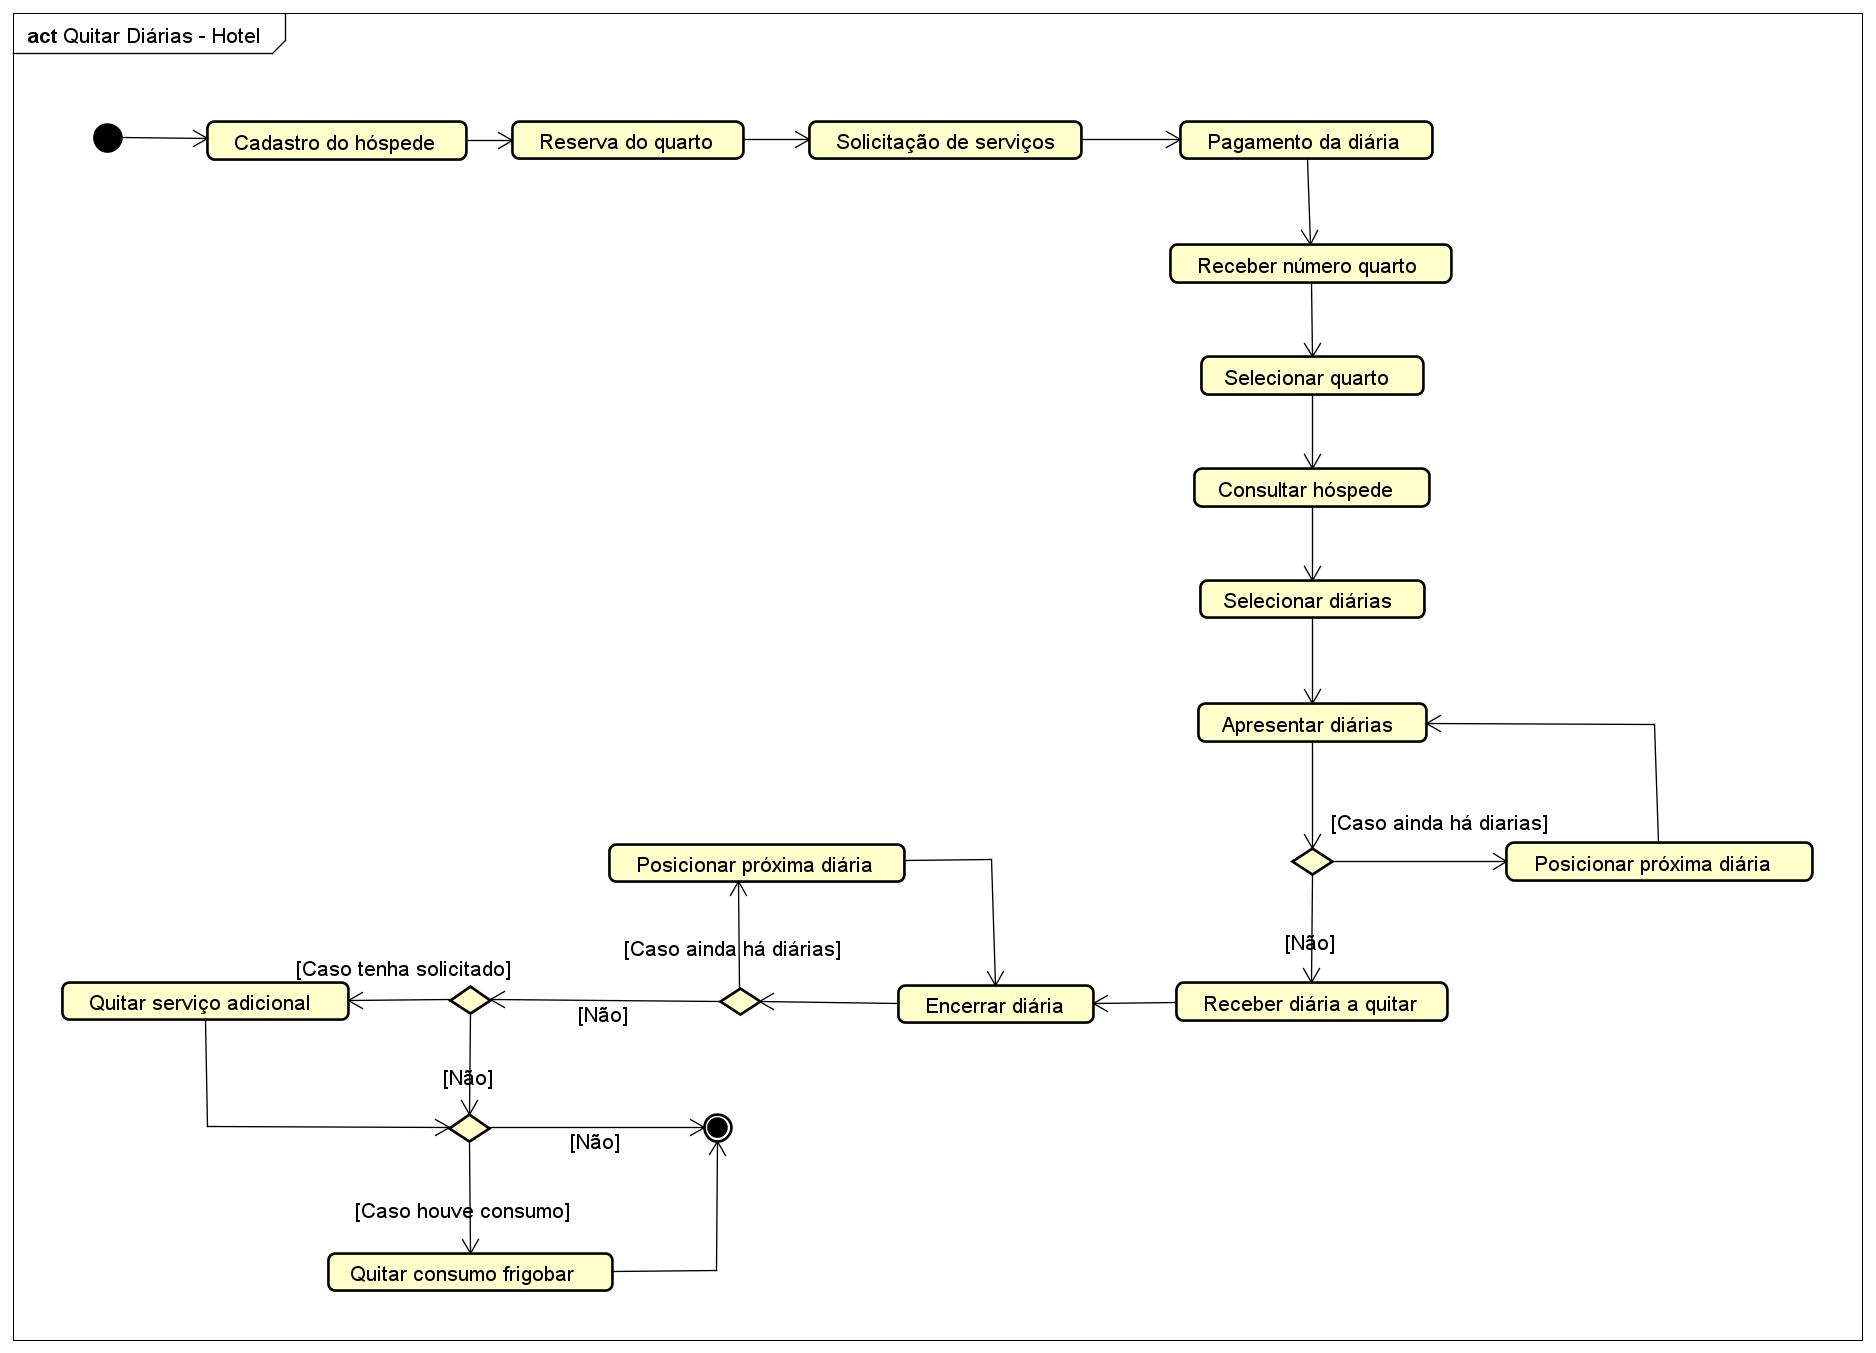 act Quitar Diárias - Hotel
Cadastro do hóspede
Reserva do quarto
Solicitação de serviços
Pagamento da diária
Receber número quarto
Selecionar quarto
Consultar hóspede
Selecionar diárias
Apresentar diárias
[Caso ainda há diarias]
Posicionar próxima diária
Posicionar próxima diária
[Não]
[Caso ainda há diárias]
[Caso tenha solicitado]
Quitar serviço adicional
[Não]
Encerrar diária
Receber diária a quitar
[Não]
[Não]
[Caso houve consumo]
Quitar consumo frigobar